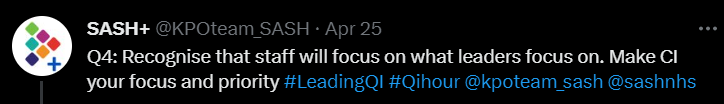 SASH+ @KPOteam_SASH · Apr 25
Q4: Recognise that staff will focus on what leaders focus on. Make CI
your focus and priority #LeadingQI #Qihour @kpoteam_sash @sashnhs